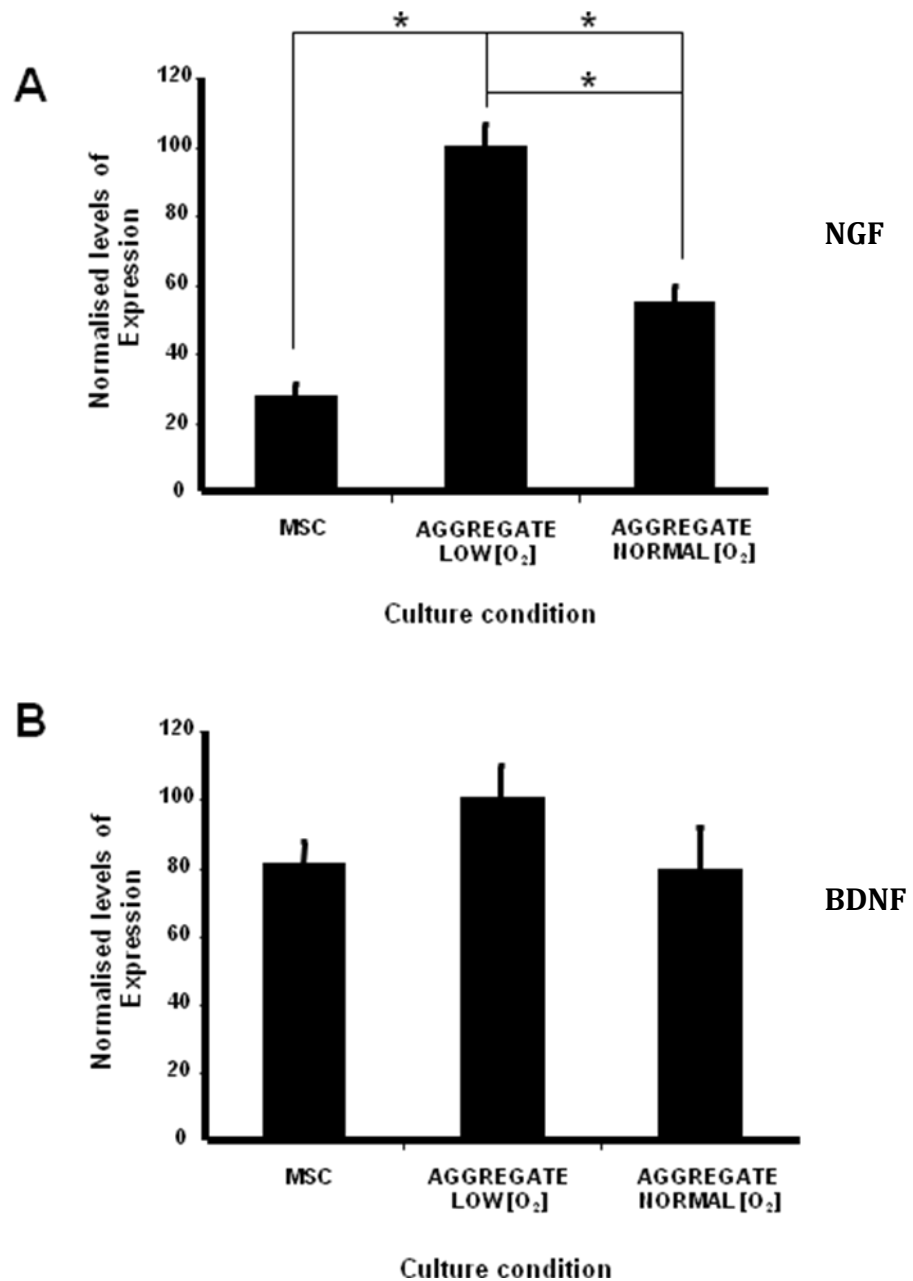 * *
A
*
Normalised levels of
Expression
120
100
80
60
40
20
0
NGF
MSC
AGGREGATE
LOW [O₂]
AGGREGATE
NORMAL [O₂]
Culture condition
B
Normalised levels of
Expression
120
100
80
60
40
20
0
BDNF
MSC
AGGREGATE
LOW [O₂]
AGGREGATE
NORMAL [O₂]
Culture condition